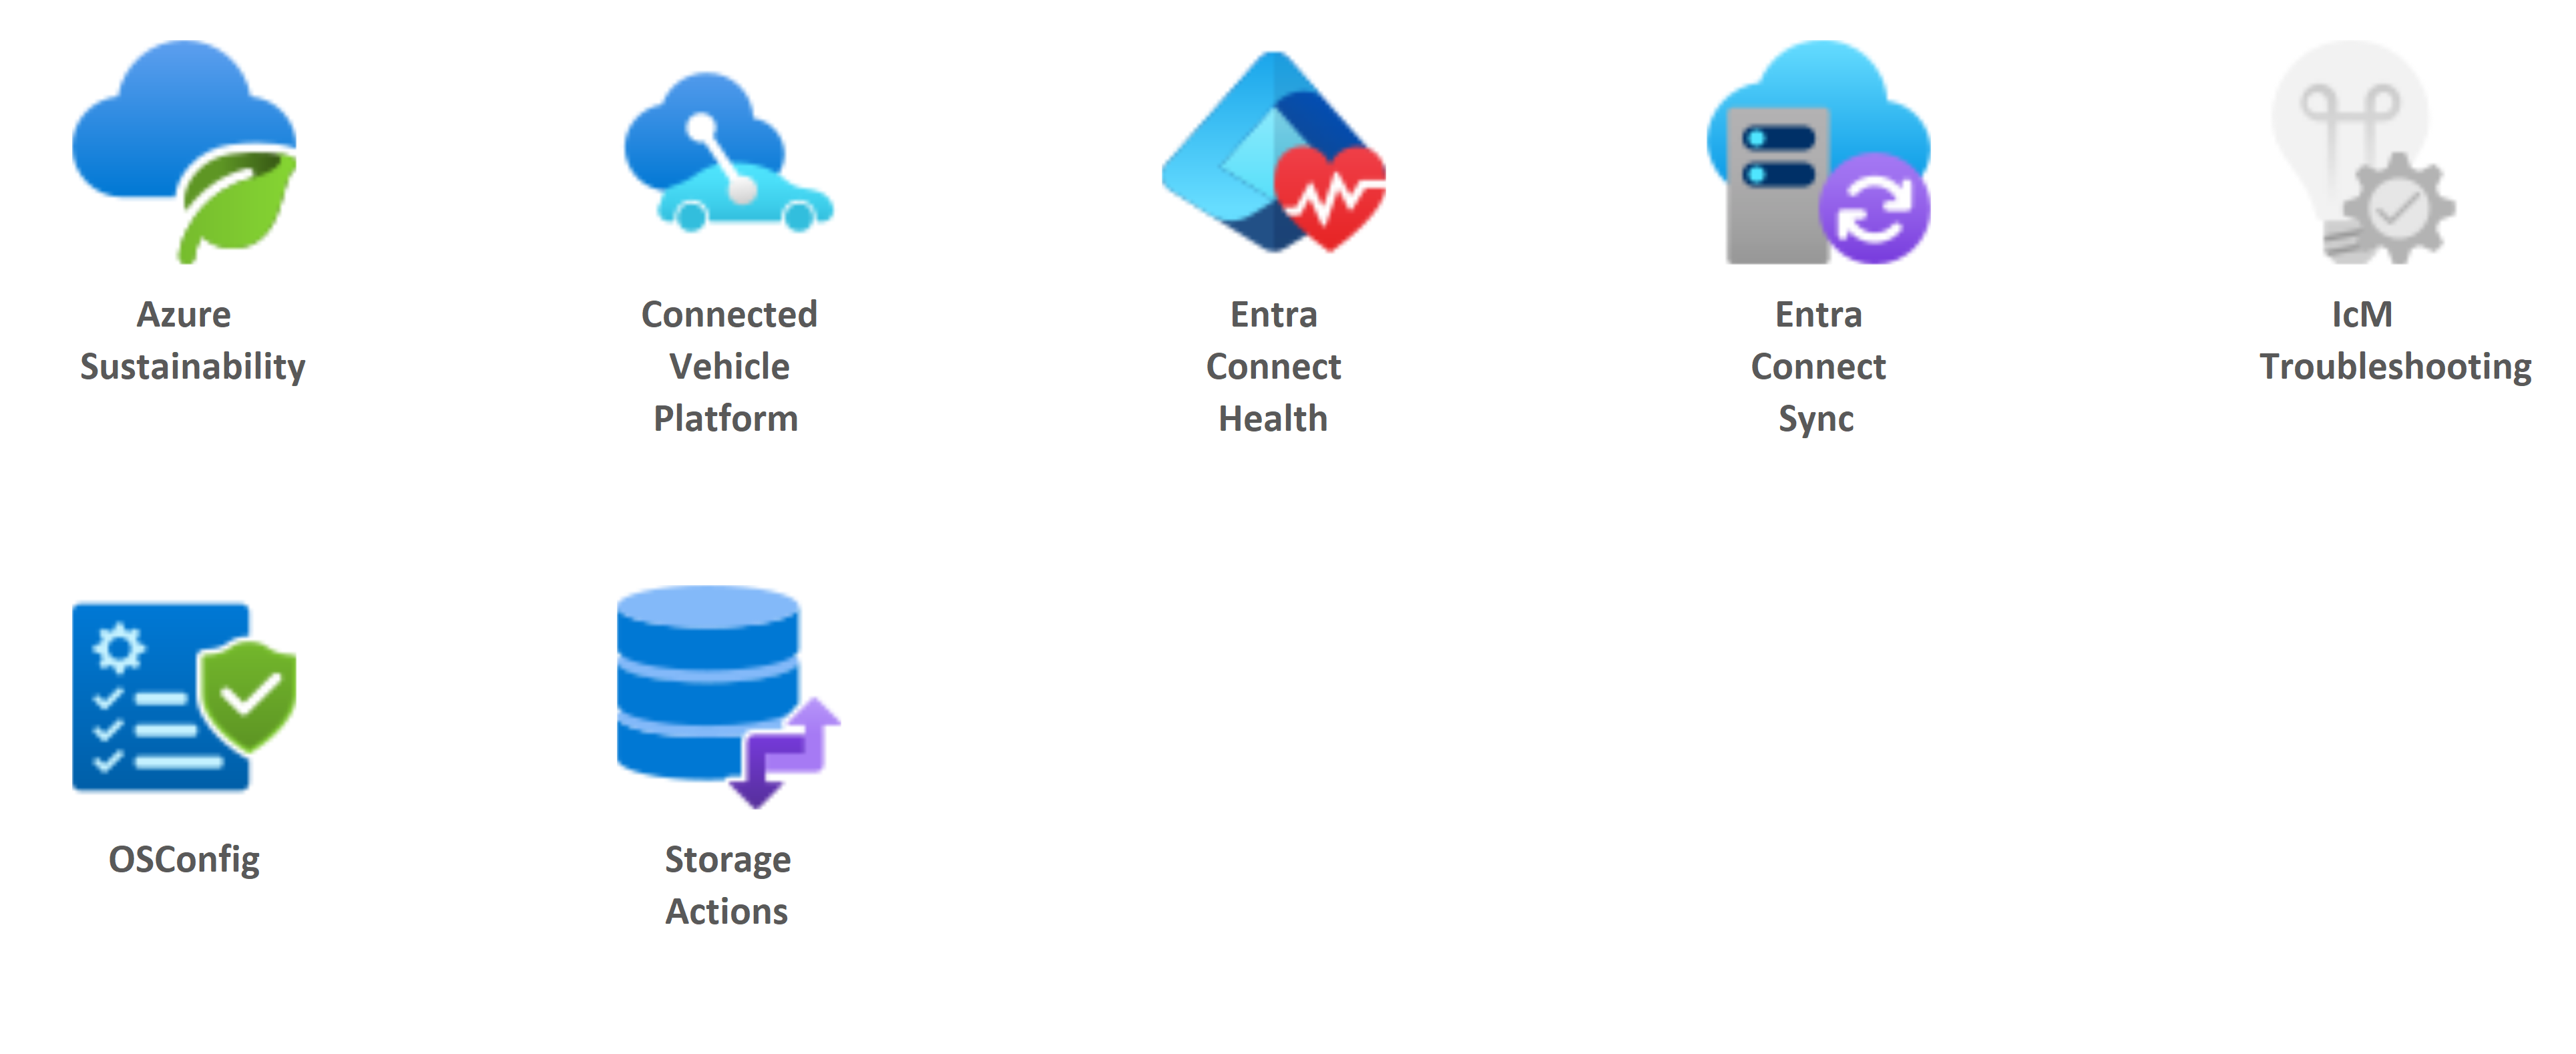 Azure
Sustainability
Connected
Vehicle
Platform
Entra
Connect
Health
Entra
Connect
Sync
IcM
Troubleshooting
OSConfig
Storage
Actions